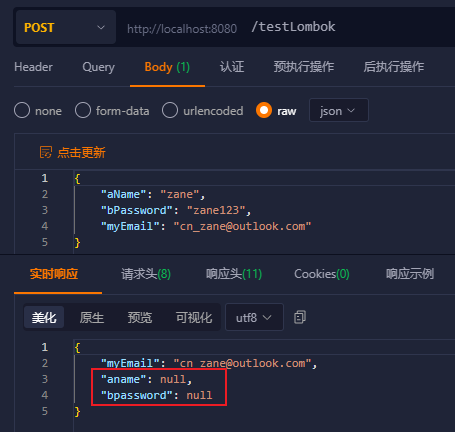 POST http://localhost:8080 /testLombok
Header Query Body (1) 认证 预执行操作 后执行操作
none form-data urlencoded raw json
点击更新
1 {
2 "aName": "zane",
3 "bPassword": "zane123",
4 "myEmail": "cn_zane@outlook.com"
5 }
实时响应 请求头(8) 响应头(11) Cookies(0) 响应示例
美化 原生 预览 可视化 utf8
1 {
2 "myEmail": "cn_zane@outlook.com",
3 "aname": null,
4 "bpassword": null
5 }